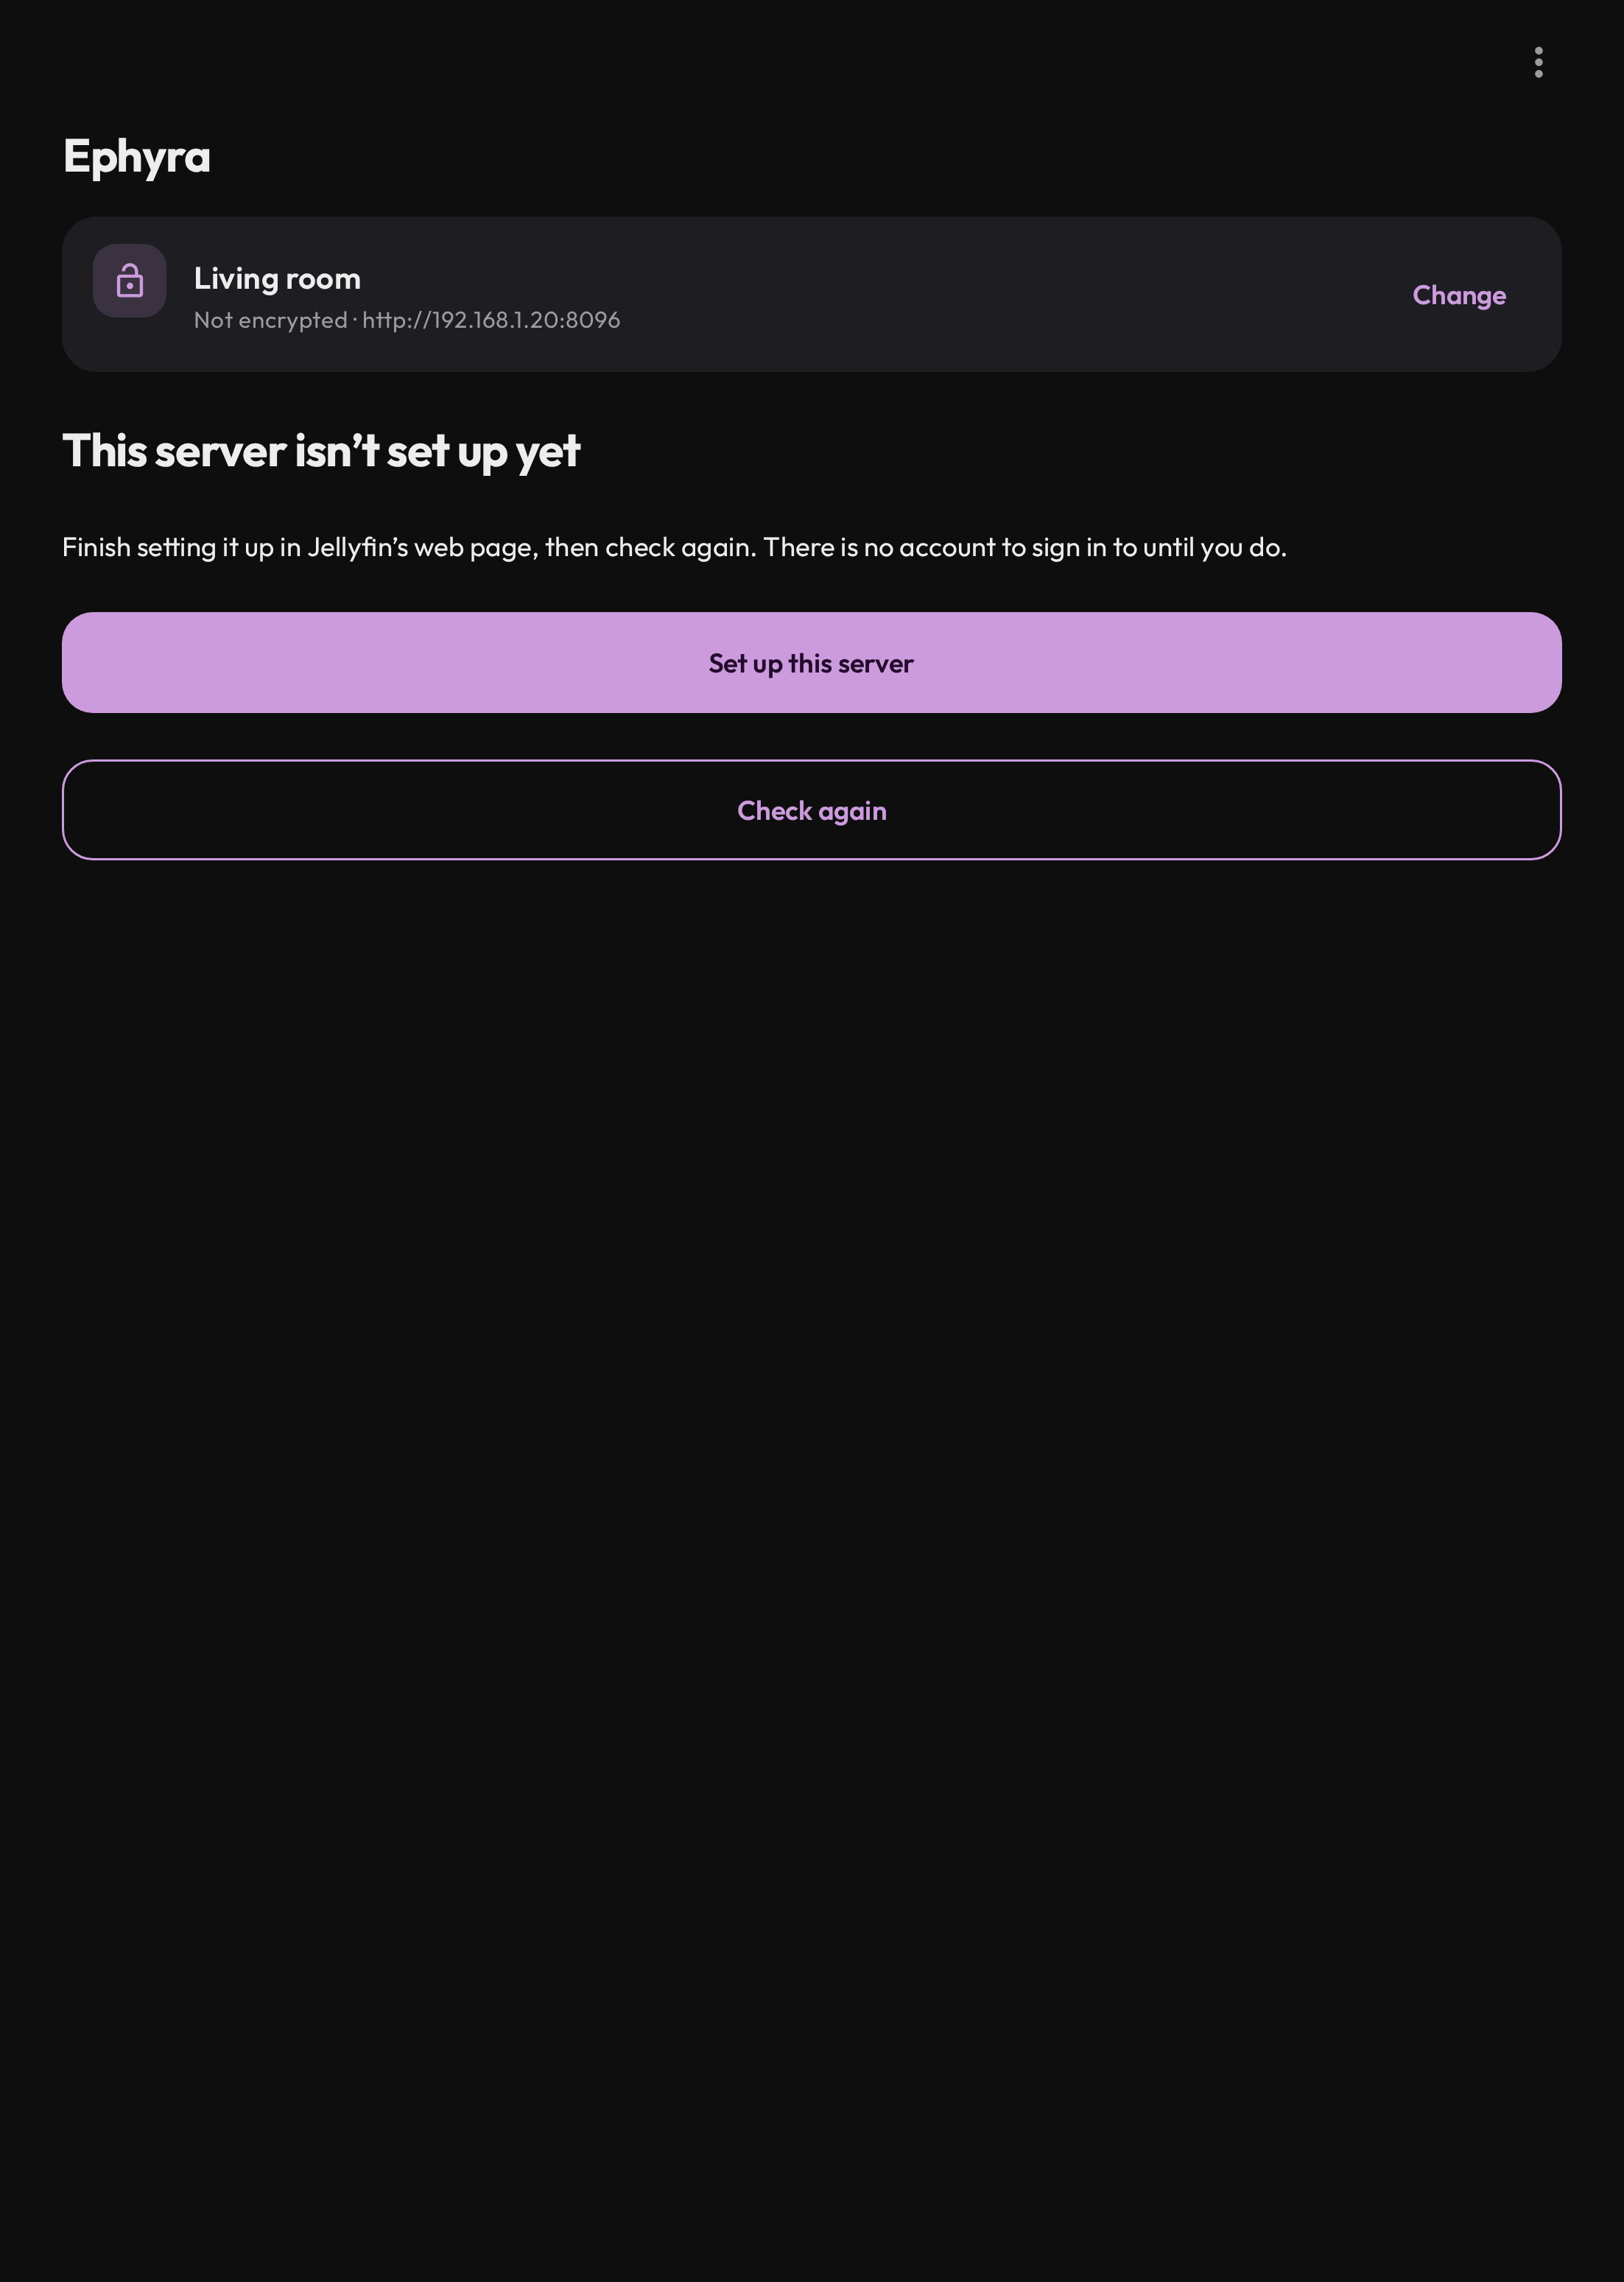 Ephyra
Living room
Not encrypted · http://192.168.1.20:8096
Change
This server isn’t set up yet
Finish setting it up in Jellyfin’s web page, then check again. There is no account to sign in to until you do.
Set up this server
Check again